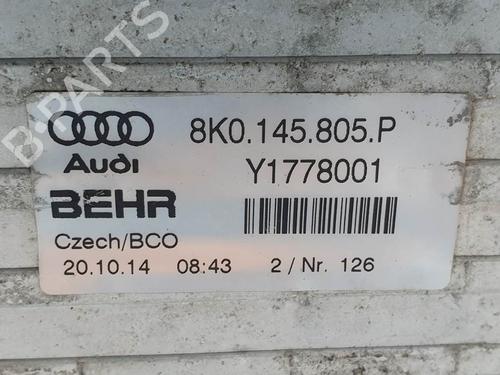 B-PARTS
8K0.145.805.P
Audi
Y1778001
BEHR
Czech/BCO
20.10.14 08:43 2 / Nr. 126